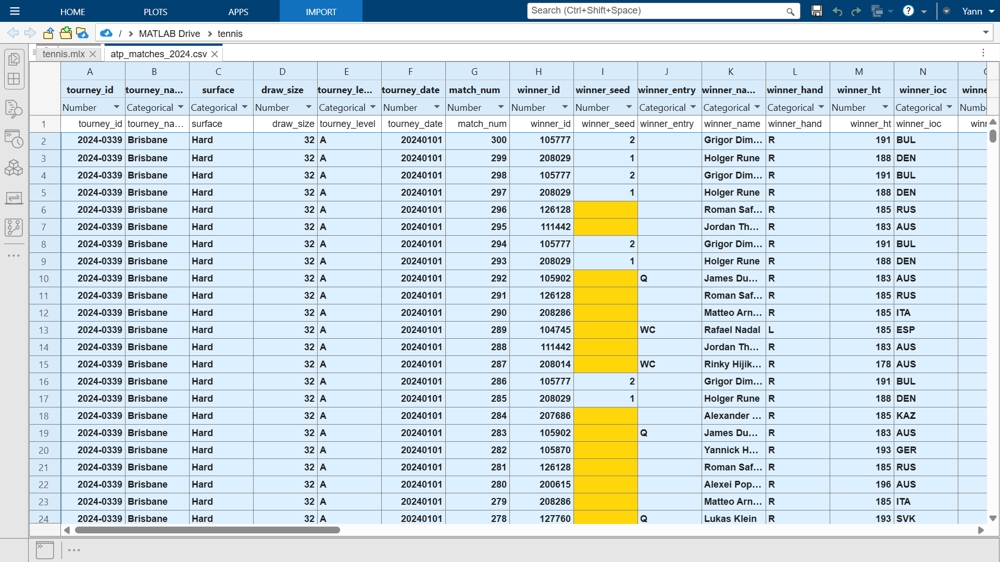 HOME PLOTS APPS IMPORT Search (Ctrl+Shift+Space) ? Yann
/ > MATLAB Drive > tennis
tennis.mlx atp_matches_2024.csv
A B C D E F G H I J K L M N
tourney_id tourney_na... surface draw_size tourney_le... tourney_date match_num winner_id winner_seed winner_entry winner_na... winner_hand winner_ht winner_ioc winne
Number Categorical Categorical Number Categorical Number Number Number Number Categorical Categorical Categorical Number Categorical Numb
1 tourney_id tourney_na... surface draw_size tourney_level tourney_date match_num winner_id winner_seed winner_entry winner_name winner_hand winner_ht winner_ioc
2 2024-0339 Brisbane Hard 32 A 20240101 300 105777 2 Grigor Dim... R 191 BUL
3 2024-0339 Brisbane Hard 32 A 20240101 299 208029 1 Holger Rune R 188 DEN
4 2024-0339 Brisbane Hard 32 A 20240101 298 105777 2 Grigor Dim... R 191 BUL
5 2024-0339 Brisbane Hard 32 A 20240101 297 208029 1 Holger Rune R 188 DEN
6 2024-0339 Brisbane Hard 32 A 20240101 296 126128 Roman Saf... R 185 RUS
7 2024-0339 Brisbane Hard 32 A 20240101 295 111442 Jordan Th... R 183 AUS
8 2024-0339 Brisbane Hard 32 A 20240101 294 105777 2 Grigor Dim... R 191 BUL
9 2024-0339 Brisbane Hard 32 A 20240101 293 208029 1 Holger Rune R 188 DEN
10 2024-0339 Brisbane Hard 32 A 20240101 292 105902 Q James Du... R 183 AUS
11 2024-0339 Brisbane Hard 32 A 20240101 291 126128 Roman Saf... R 185 RUS
12 2024-0339 Brisbane Hard 32 A 20240101 290 208286 Matteo Arn... R 185 ITA
13 2024-0339 Brisbane Hard 32 A 20240101 289 104745 WC Rafael Nadal L 185 ESP
14 2024-0339 Brisbane Hard 32 A 20240101 288 111442 Jordan Th... R 183 AUS
15 2024-0339 Brisbane Hard 32 A 20240101 287 208014 WC Rinky Hijik... R 178 AUS
16 2024-0339 Brisbane Hard 32 A 20240101 286 105777 2 Grigor Dim... R 191 BUL
17 2024-0339 Brisbane Hard 32 A 20240101 285 208029 1 Holger Rune R 188 DEN
18 2024-0339 Brisbane Hard 32 A 20240101 284 207686 Alexander ... R 185 KAZ
19 2024-0339 Brisbane Hard 32 A 20240101 283 105902 Q James Du... R 183 AUS
20 2024-0339 Brisbane Hard 32 A 20240101 282 105870 Yannick H... R 193 GER
21 2024-0339 Brisbane Hard 32 A 20240101 281 126128 Roman Saf... R 185 RUS
22 2024-0339 Brisbane Hard 32 A 20240101 280 200615 Alexei Pop... R 196 AUS
23 2024-0339 Brisbane Hard 32 A 20240101 279 208286 Matteo Arn... R 185 ITA
24 2024-0339 Brisbane Hard 32 A 20240101 278 127760 Q Lukas Klein R 193 SVK